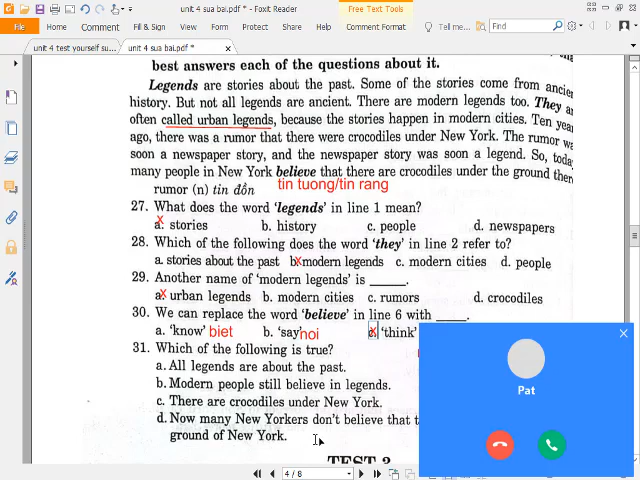 unit 4 sua bai.pdf * - Foxit Reader
Free Text Tools
File Home Comment Fill & Sign View Form Protect Share Help Comment Format Tell me Find
unit 4 test yourself su unit 4 sua bai.pdf *
best answers each of the questions about it.
Legends are stories about the past. Some of the stories come from ancien
history. But not all legends are ancient. There are modern legends too. They ar
often called urban legends, because the stories happen in modern cities. Ten year
ago, there was a rumor that there were crocodiles under New York. The rumor wa
soon a newspaper story, and the newspaper story was soon a legend. So, today
many people in New York believe that there are crocodiles under the ground ther
rumor (n) tin đồn tin tuong/tin rang
27. What does the word 'legends' in line 1 mean?
x
a. stories b. history c. people d. newspapers
28. Which of the following does the word 'they' in line 2 refer to?
a. stories about the past b. x modern legends c. modern cities d. people
29. Another name of 'modern legends' is _____.
a. x urban legends b. modern cities c. rumors d. crocodiles
30. We can replace the word 'believe' in line 6 with _____.
a. 'know' biet b. 'say' noi c. x 'think'
31. Which of the following is true?
a. All legends are about the past.
b. Modern people still believe in legends.
c. There are crocodiles under New York.
d. Now many New Yorkers don't believe that t
ground of New York.
TEST 2
Pat
4 / 8